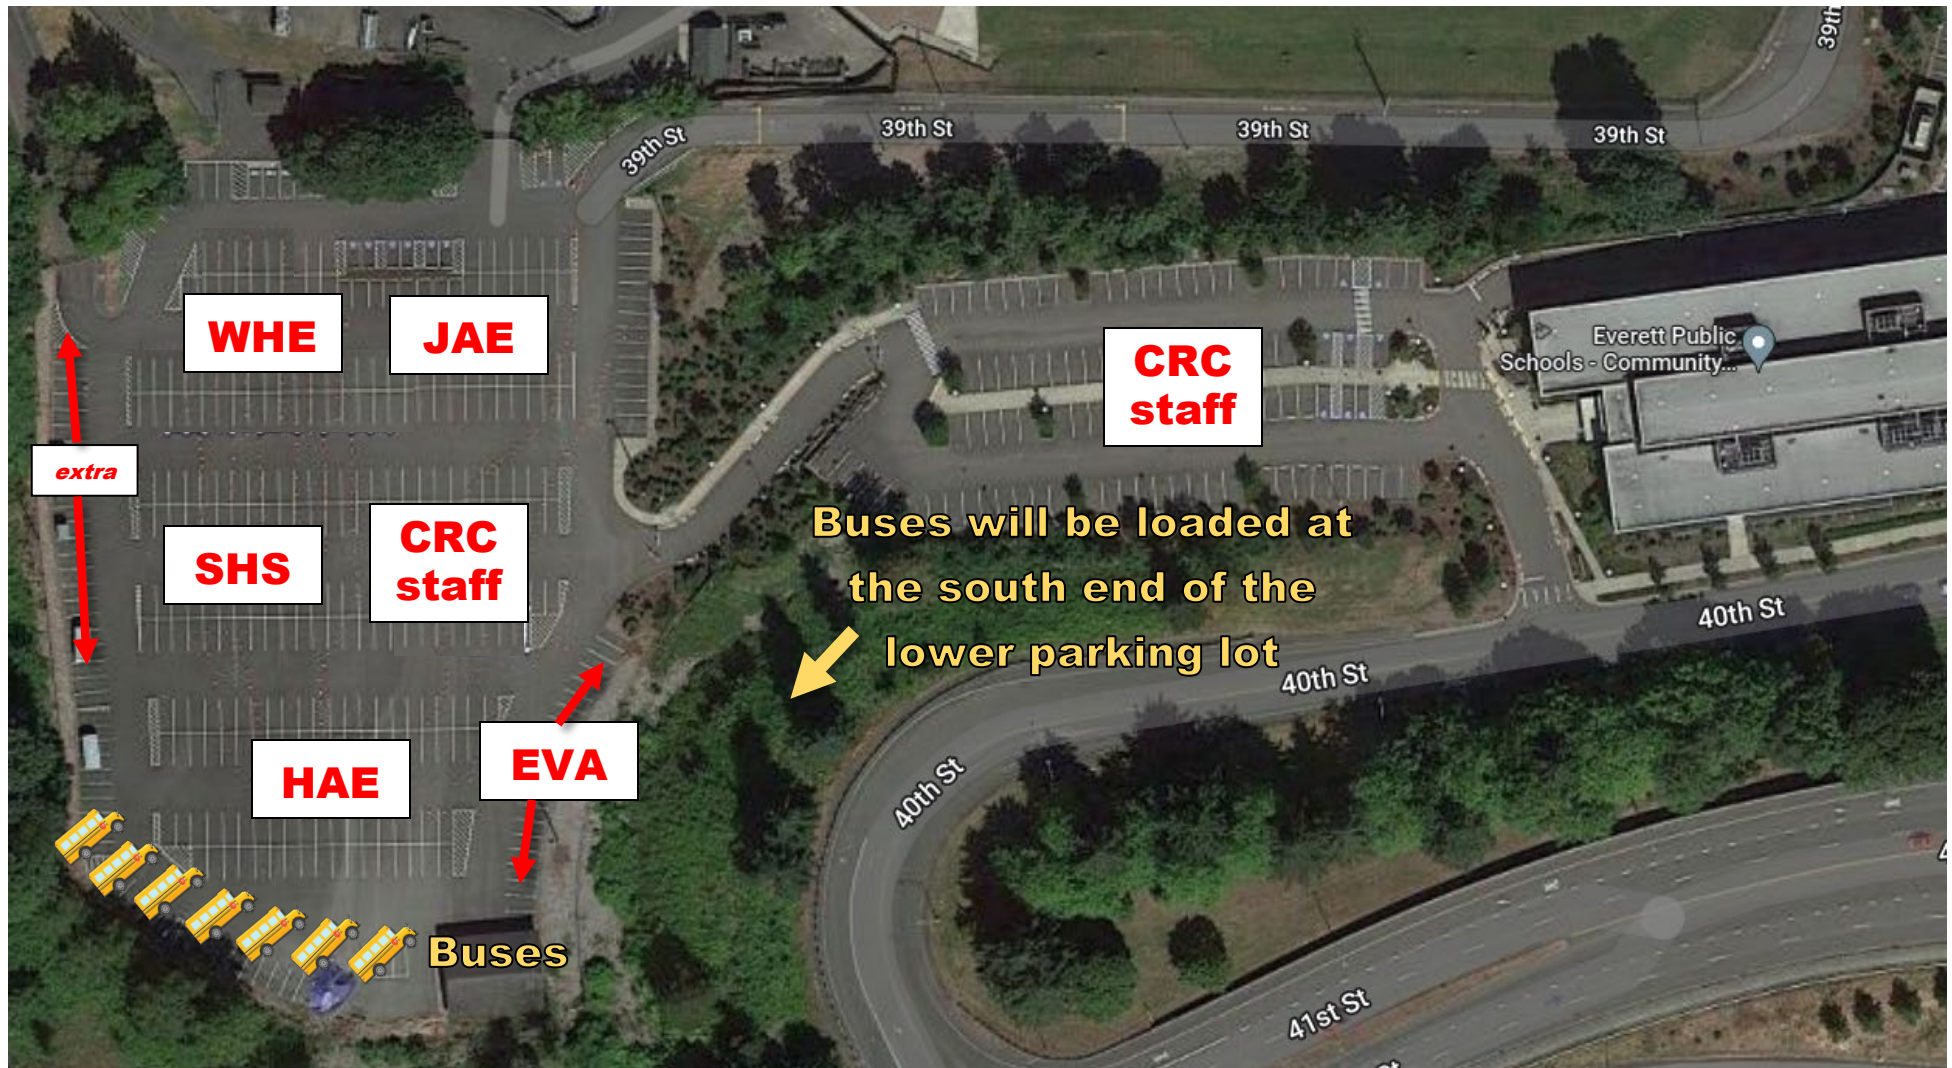 39th
39th St
39th St
39th St
39th St
WHE
JAE
CRC
staff
Everett Public
Schools - Community...
extra
SHS
CRC
staff
Buses will be loaded at
the south end of the
lower parking lot
40th St
40th St
40th St
HAE
EVA
Buses
41st St